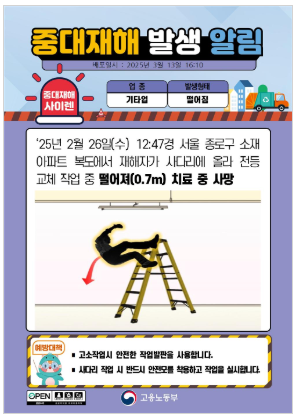 중대재해 발생 알림
배포일시 : 2025년 3월 13일 16:10
중대재해
사이렌
업 종
발생형태
기타업
떨어짐
‘25년 2월 26일(수) 12:47경 서울 종로구 소재
아파트 복도에서 재해자가 사다리에 올라 전등
교체 작업 중 떨어져(0.7m) 치료 중 사망
예방대책
▪ 고소작업시 안전한 작업발판을 사용합니다.
▪ 사다리 작업 시 반드시 안전모를 착용하고 작업을 실시합니다.
OPEN
고용노동부